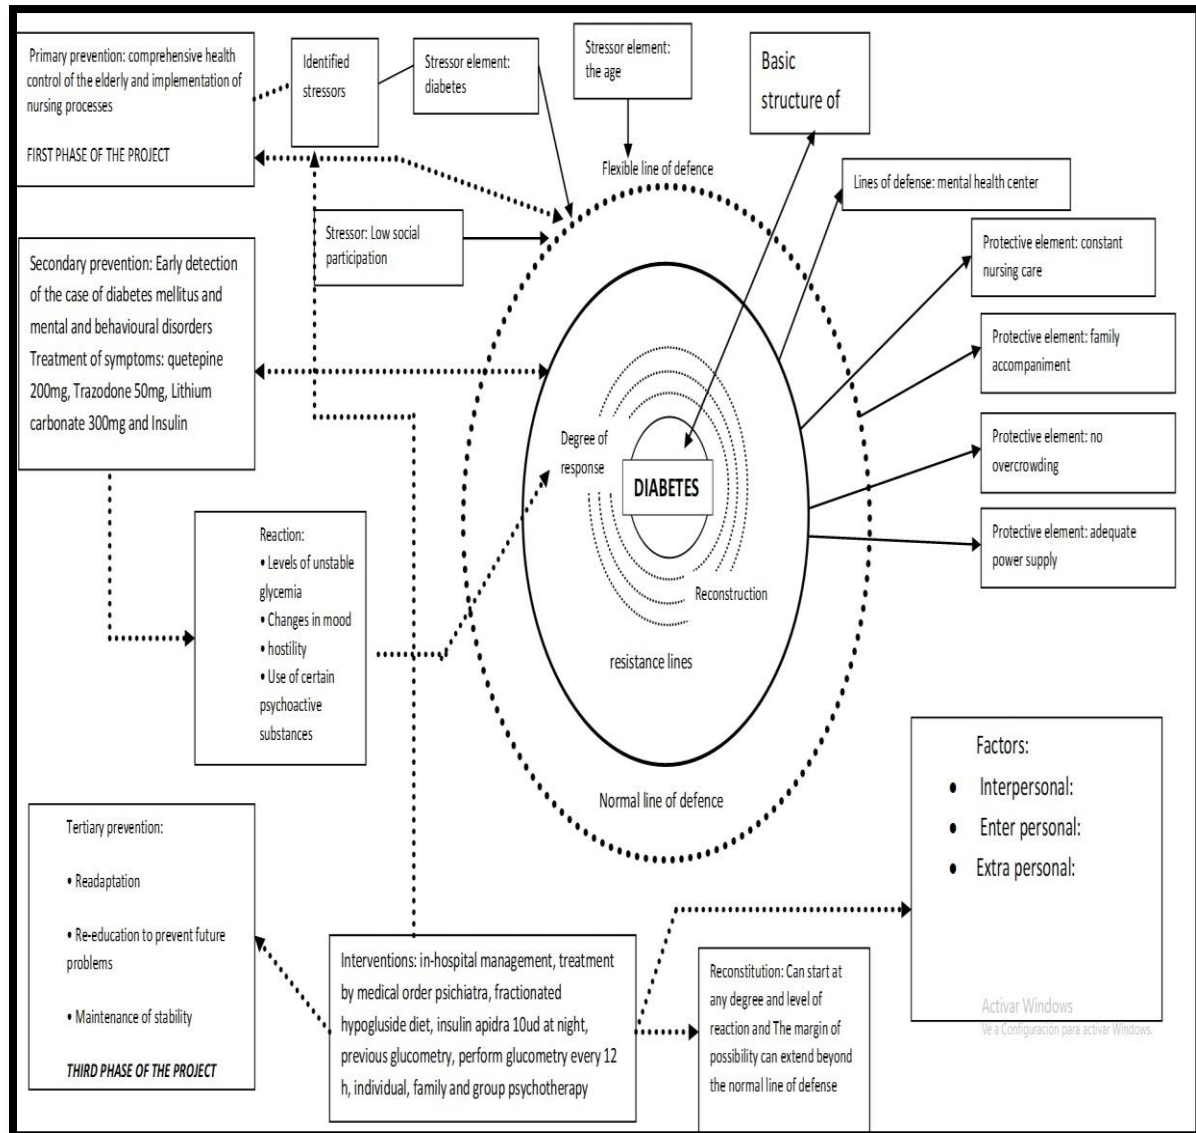 Primary prevention: comprehensive health
control of the elderly and implementation of
nursing processes
FIRST PHASE OF THE PROJECT
Identified
stressors
Stressor element:
diabetes
Stressor element:
the age
Basic
structure of
Flexible line of defence
Lines of defense: mental health center
Stressor: Low social
participation
Protective element: constant
nursing care
Secondary prevention: Early detection
of the case of diabetes mellitus and
mental and behavioural disorders
Treatment of symptoms: quetepine
200mg, Trazodone 50mg, Lithium
carbonate 300mg and Insulin
Protective element: family
accompaniment
Protective element: no
overcrowding
Degree of
response
DIABETES
Protective element: adequate
power supply
Reaction:
• Levels of unstable
glycemia
• Changes in mood
• hostility
• Use of certain
psychoactive
substances
Reconstruction
resistance lines
Normal line of defence
Factors:
● Interpersonal:
● Enter personal:
● Extra personal:
Tertiary prevention:
• Readaptation
• Re-education to prevent future
problems
• Maintenance of stability
THIRD PHASE OF THE PROJECT
Interventions: in-hospital management, treatment
by medical order psichiatra, fractionated
hypogluside diet, insulin apidra 10ud at night,
previous glucometry, perform glucometry every 12
h, individual, family and group psychotherapy
Reconstitution: Can start at
any degree and level of
reaction and The margin of
possibility can extend beyond
the normal line of defense
Activar Windows
Ve a Configuración para activar Windows.